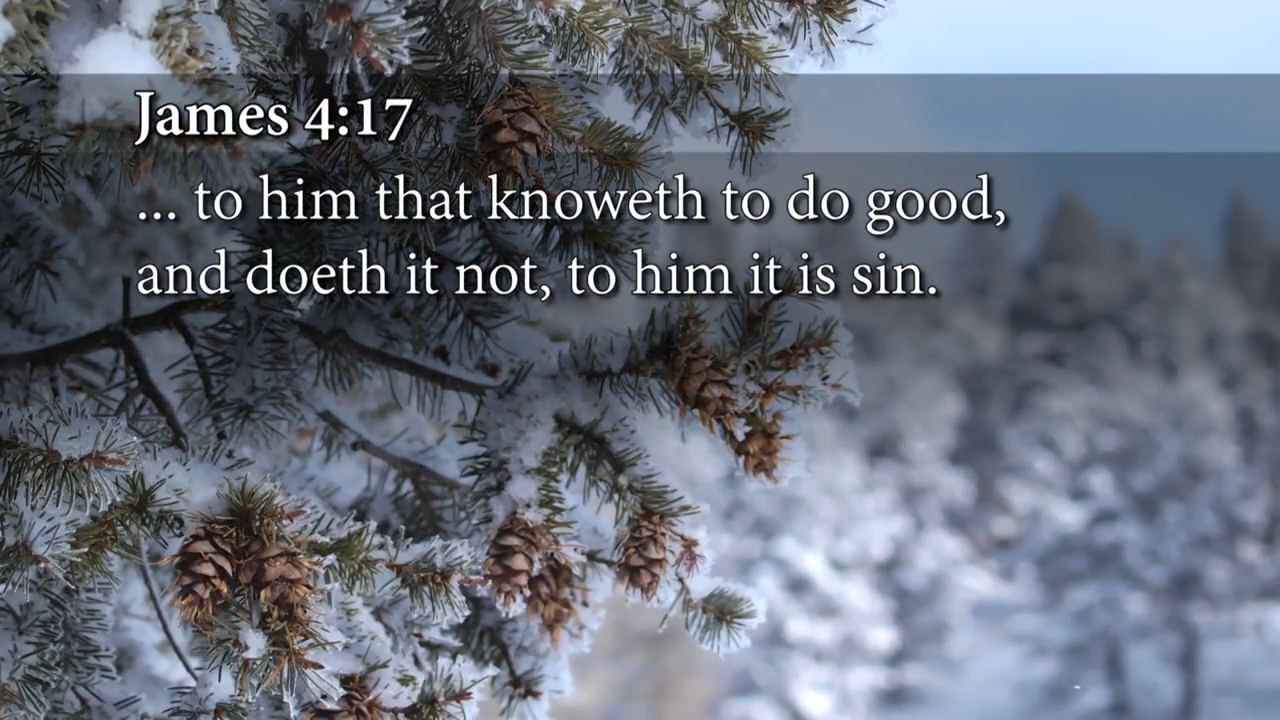 James 4:17
... to him that knoweth to do good,
and doeth it not, to him it is sin.